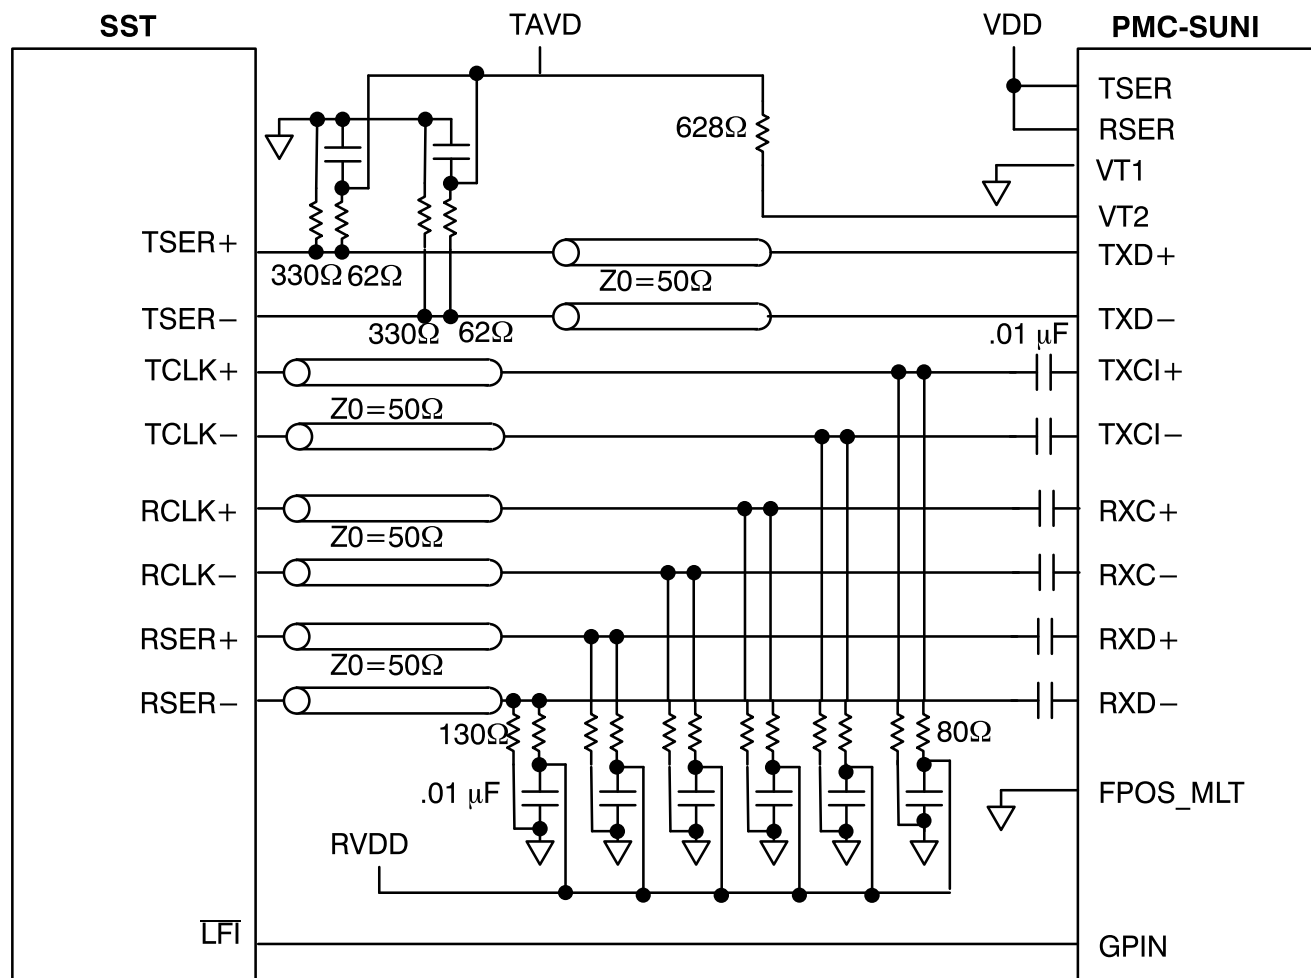 SST
TAVD
VDD
PMC-SUNI
TSER
628Ω
RSER
VT1
VT2
TSER+
TXD+
330Ω 62Ω
Z0=50Ω
TSER−
TXD−
330Ω 62Ω
.01 µF
TCLK+
TXCI+
Z0=50Ω
TCLK−
TXCI−
RCLK+
RXC+
Z0=50Ω
RCLK−
RXC−
RSER+
RXD+
Z0=50Ω
RSER−
RXD−
130Ω
80Ω
.01 µF
FPOS_MLT
RVDD
LFI
GPIN